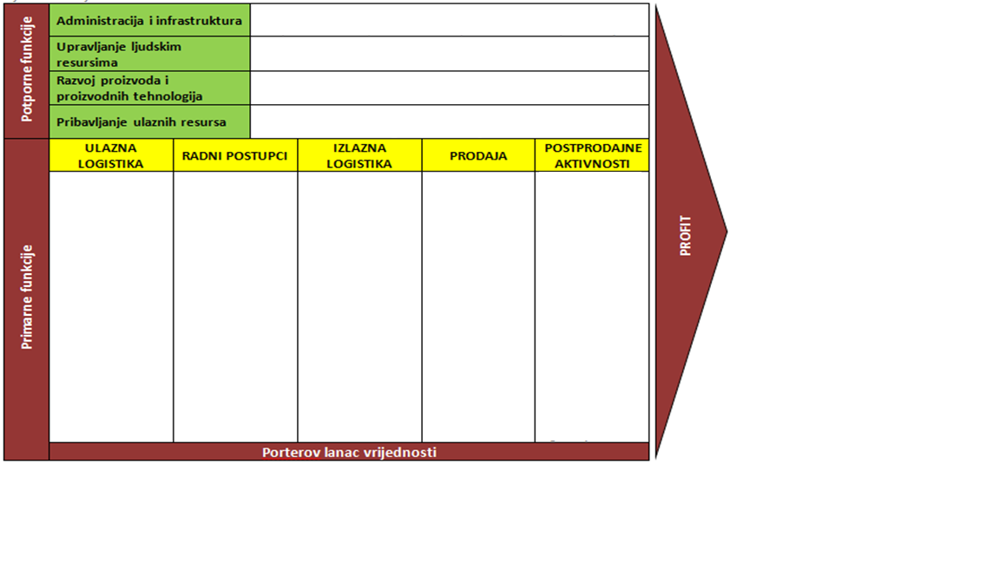 Potporne funkcije
Administracija i infrastruktura
Upravljanje ljudskim
resursima
Razvoj proizvoda i
proizvodnih tehnologija
Pribavljanje ulaznih resursa
Primarne funkcije
ULAZNA
LOGISTIKA
RADNI POSTUPCI
IZLAZNA
LOGISTIKA
PRODAJA
POSTPRODAJNE
AKTIVNOSTI
Porterov lanac vrijednosti
PROFIT